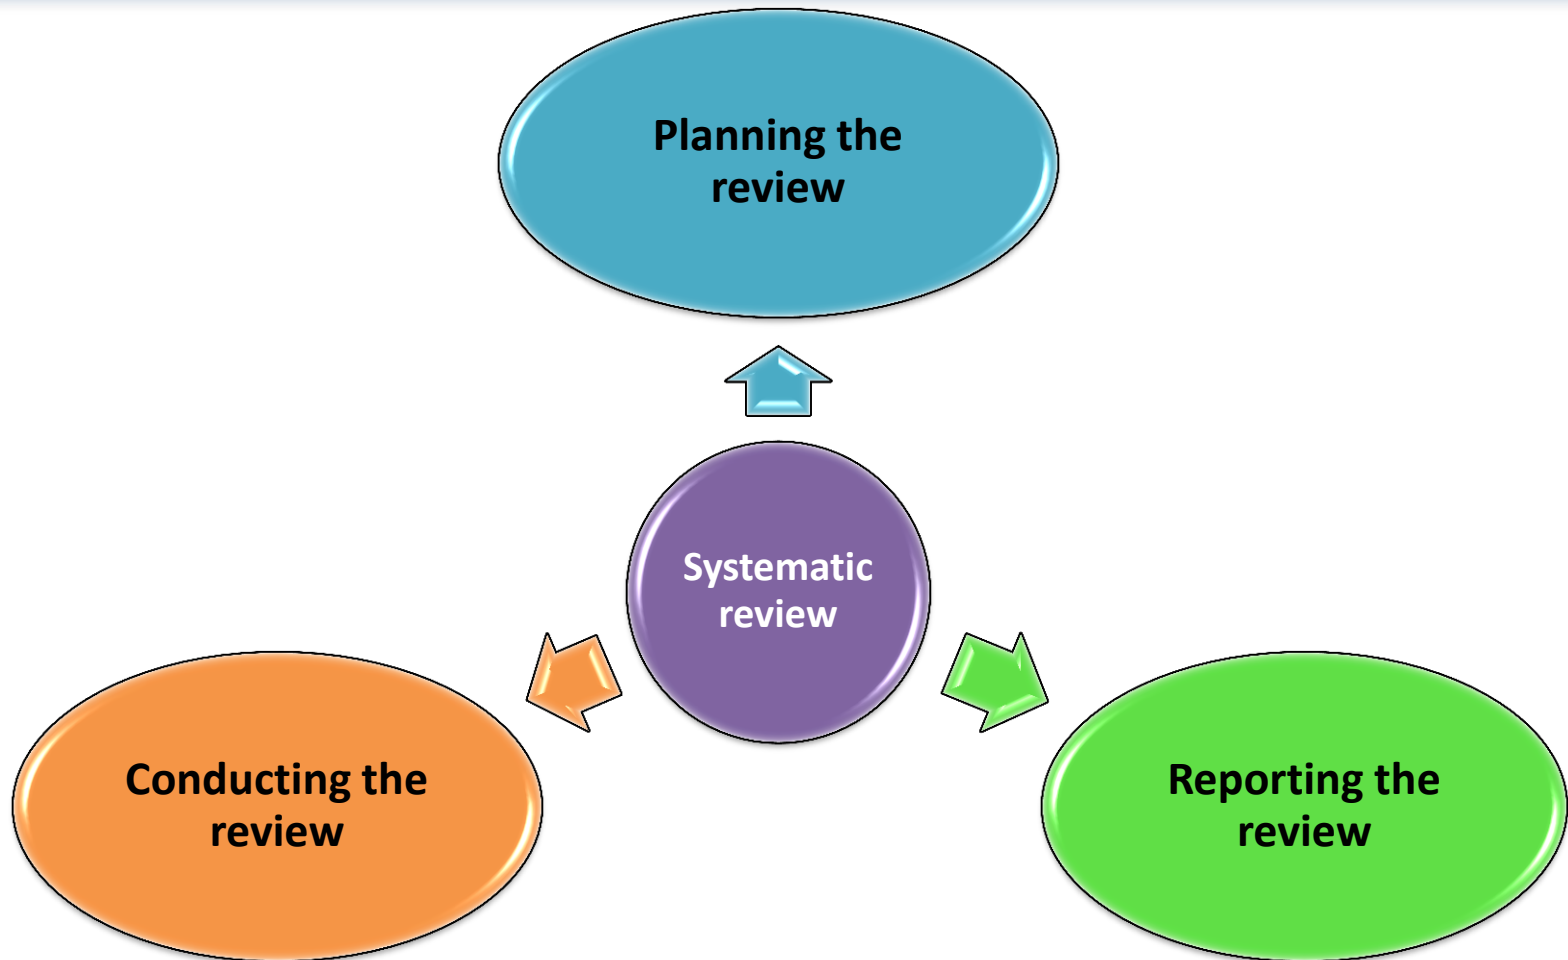 Planning the
review
Systematic
review
Conducting the
review
Reporting the
review